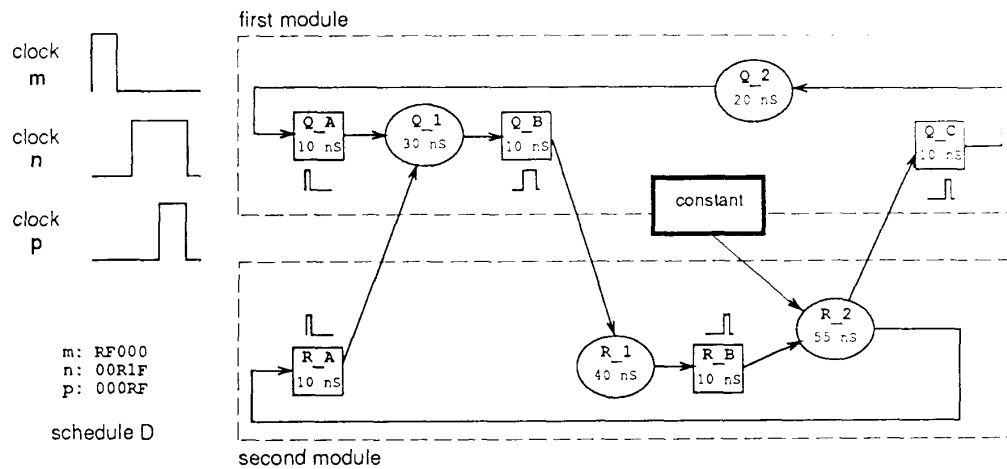 first module
clock
m
clock
n
clock
p
Q_2
20 nS
Q_A
10 nS
Q_1
30 nS
Q_B
10 nS
Q_C
10 nS
constant
R_2
55 nS
R_A
10 nS
R_1
40 nS
R_B
10 nS
m: RF000
n: 00R1F
p: 000RF
schedule D
second module